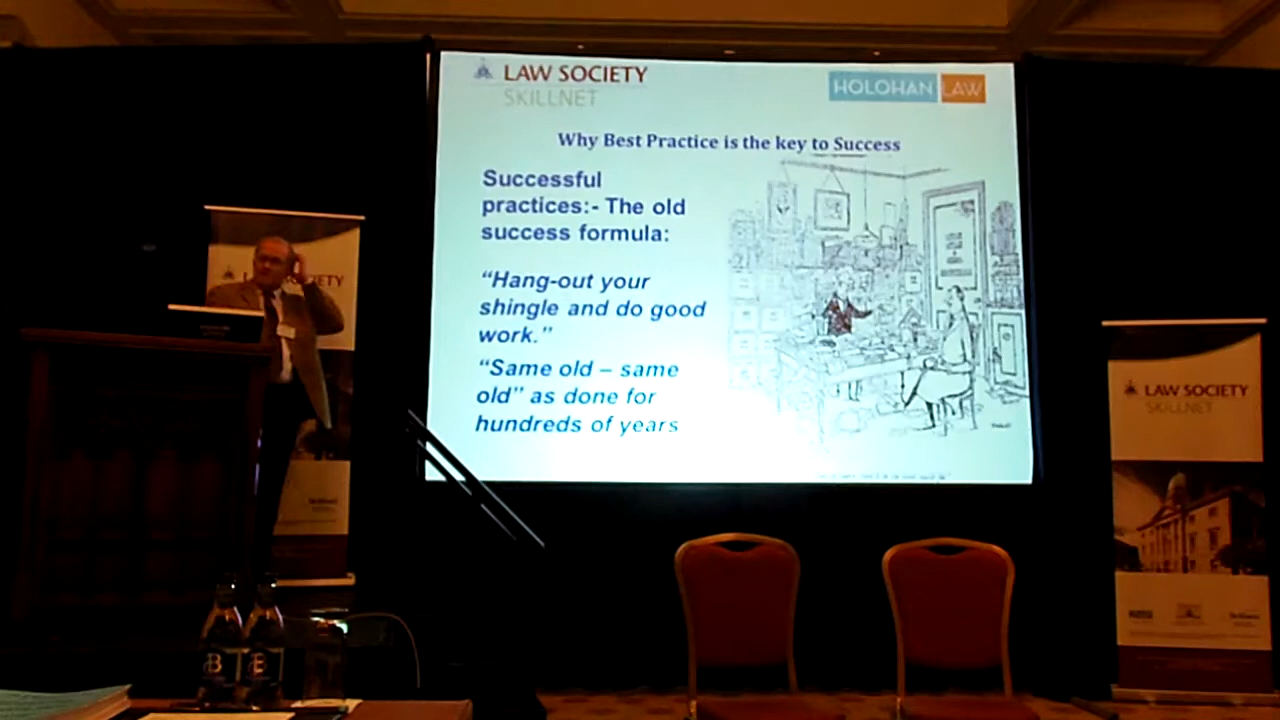 LAW SOCIETY
SKILLNET
HOLOHAN LAW
Why Best Practice is the key to Success
Successful
practices:- The old
success formula:
“Hang-out your
shingle and do good
work.”
“Same old – same
old” as done for
hundreds of years
LAW SOCIETY
SKILLNET
B